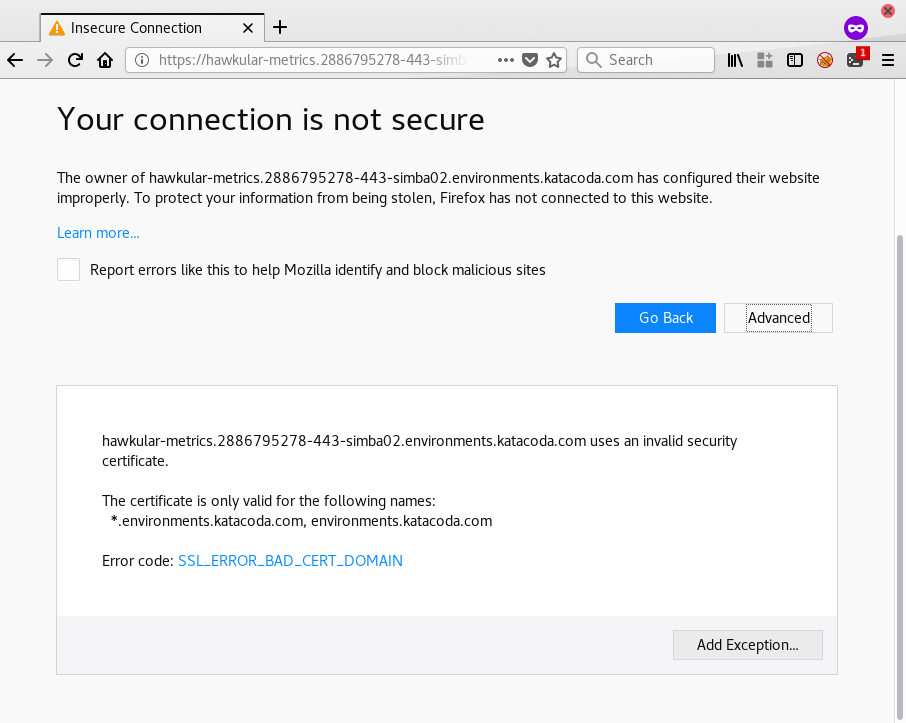 Insecure Connection
https://hawkular-metrics.2886795278-443-simb
Search
1
Your connection is not secure
The owner of hawkular-metrics.2886795278-443-simba02.environments.katacoda.com has configured their website
improperly. To protect your information from being stolen, Firefox has not connected to this website.
Learn more...
Report errors like this to help Mozilla identify and block malicious sites
Go Back
Advanced
hawkular-metrics.2886795278-443-simba02.environments.katacoda.com uses an invalid security
certificate.
The certificate is only valid for the following names:
*.environments.katacoda.com, environments.katacoda.com
Error code: SSL_ERROR_BAD_CERT_DOMAIN
Add Exception...